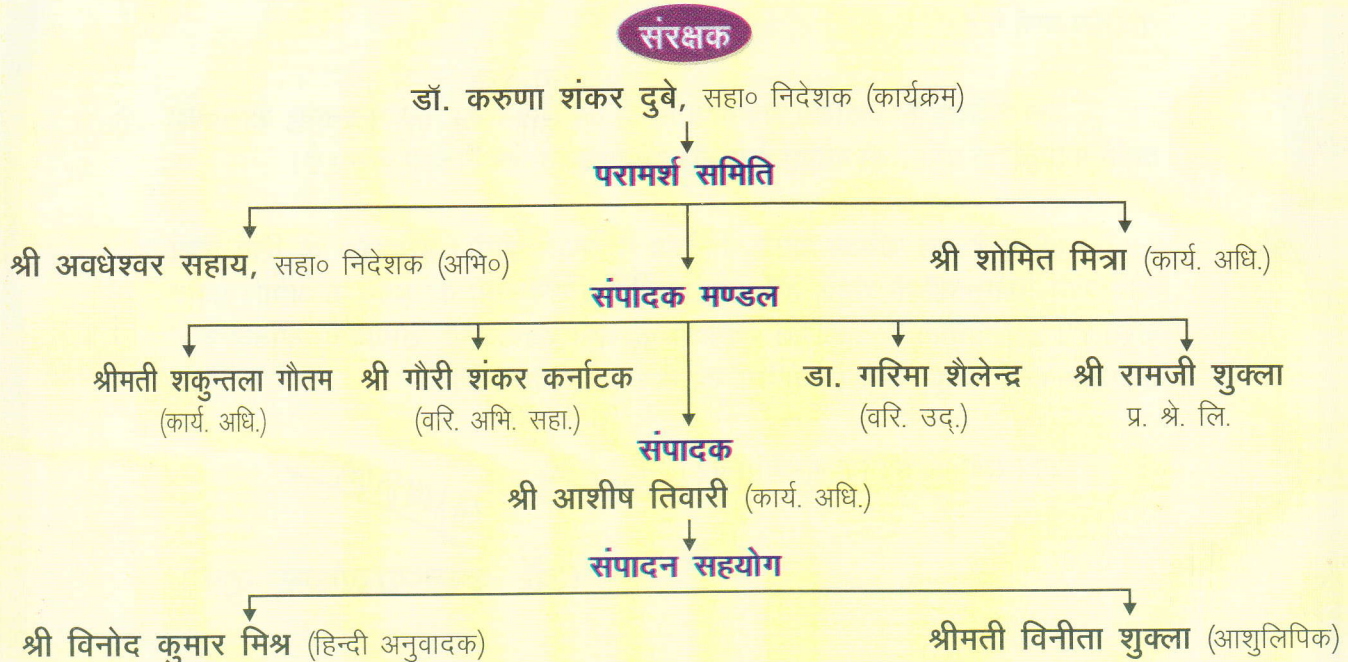 संरक्षक
डॉ. करुणा शंकर दुबे, सहा० निदेशक (कार्यक्रम)
परामर्श समिति
श्री अवधेश्वर सहाय, सहा० निदेशक (अभि०)
श्री शोमित मित्रा (कार्य. अधि.)
संपादक मण्डल
श्रीमती शकुन्तला गौतम
(कार्य. अधि.)
श्री गौरी शंकर कर्नाटक
(वरि. अभि. सहा.)
डा. गरिमा शैलेन्द्र
(वरि. उद्.)
श्री रामजी शुक्ला
प्र. श्रे. लि.
संपादक
श्री आशीष तिवारी (कार्य. अधि.)
संपादन सहयोग
श्री विनोद कुमार मिश्र (हिन्दी अनुवादक)
श्रीमती विनीता शुक्ला (आशुलिपिक)